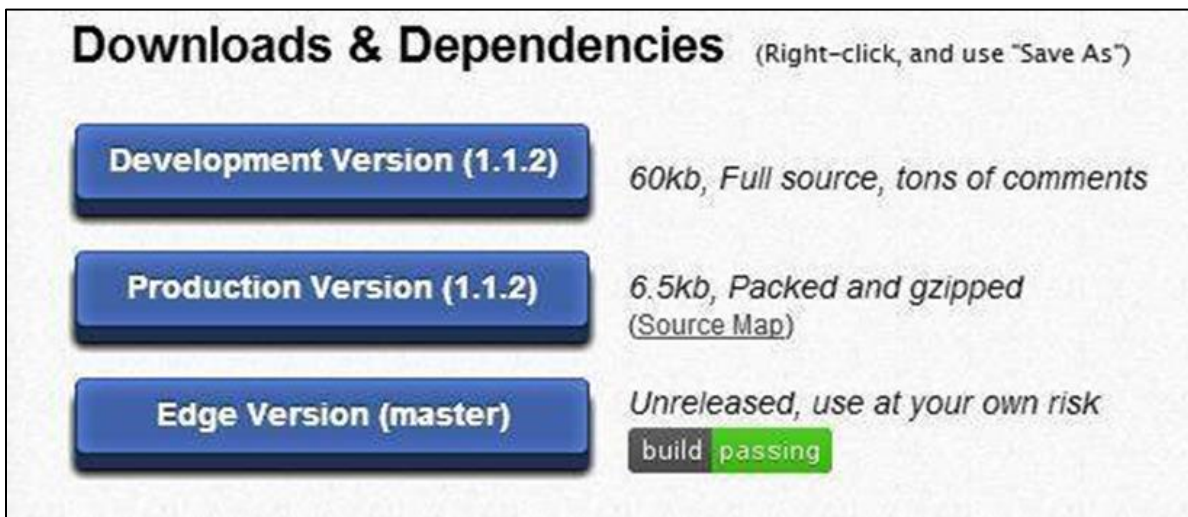 Downloads & Dependencies (Right-click, and use "Save As")
Development Version (1.1.2)
60kb, Full source, tons of comments
Production Version (1.1.2)
6.5kb, Packed and gzipped
(Source Map)
Edge Version (master)
Unreleased, use at your own risk
build passing